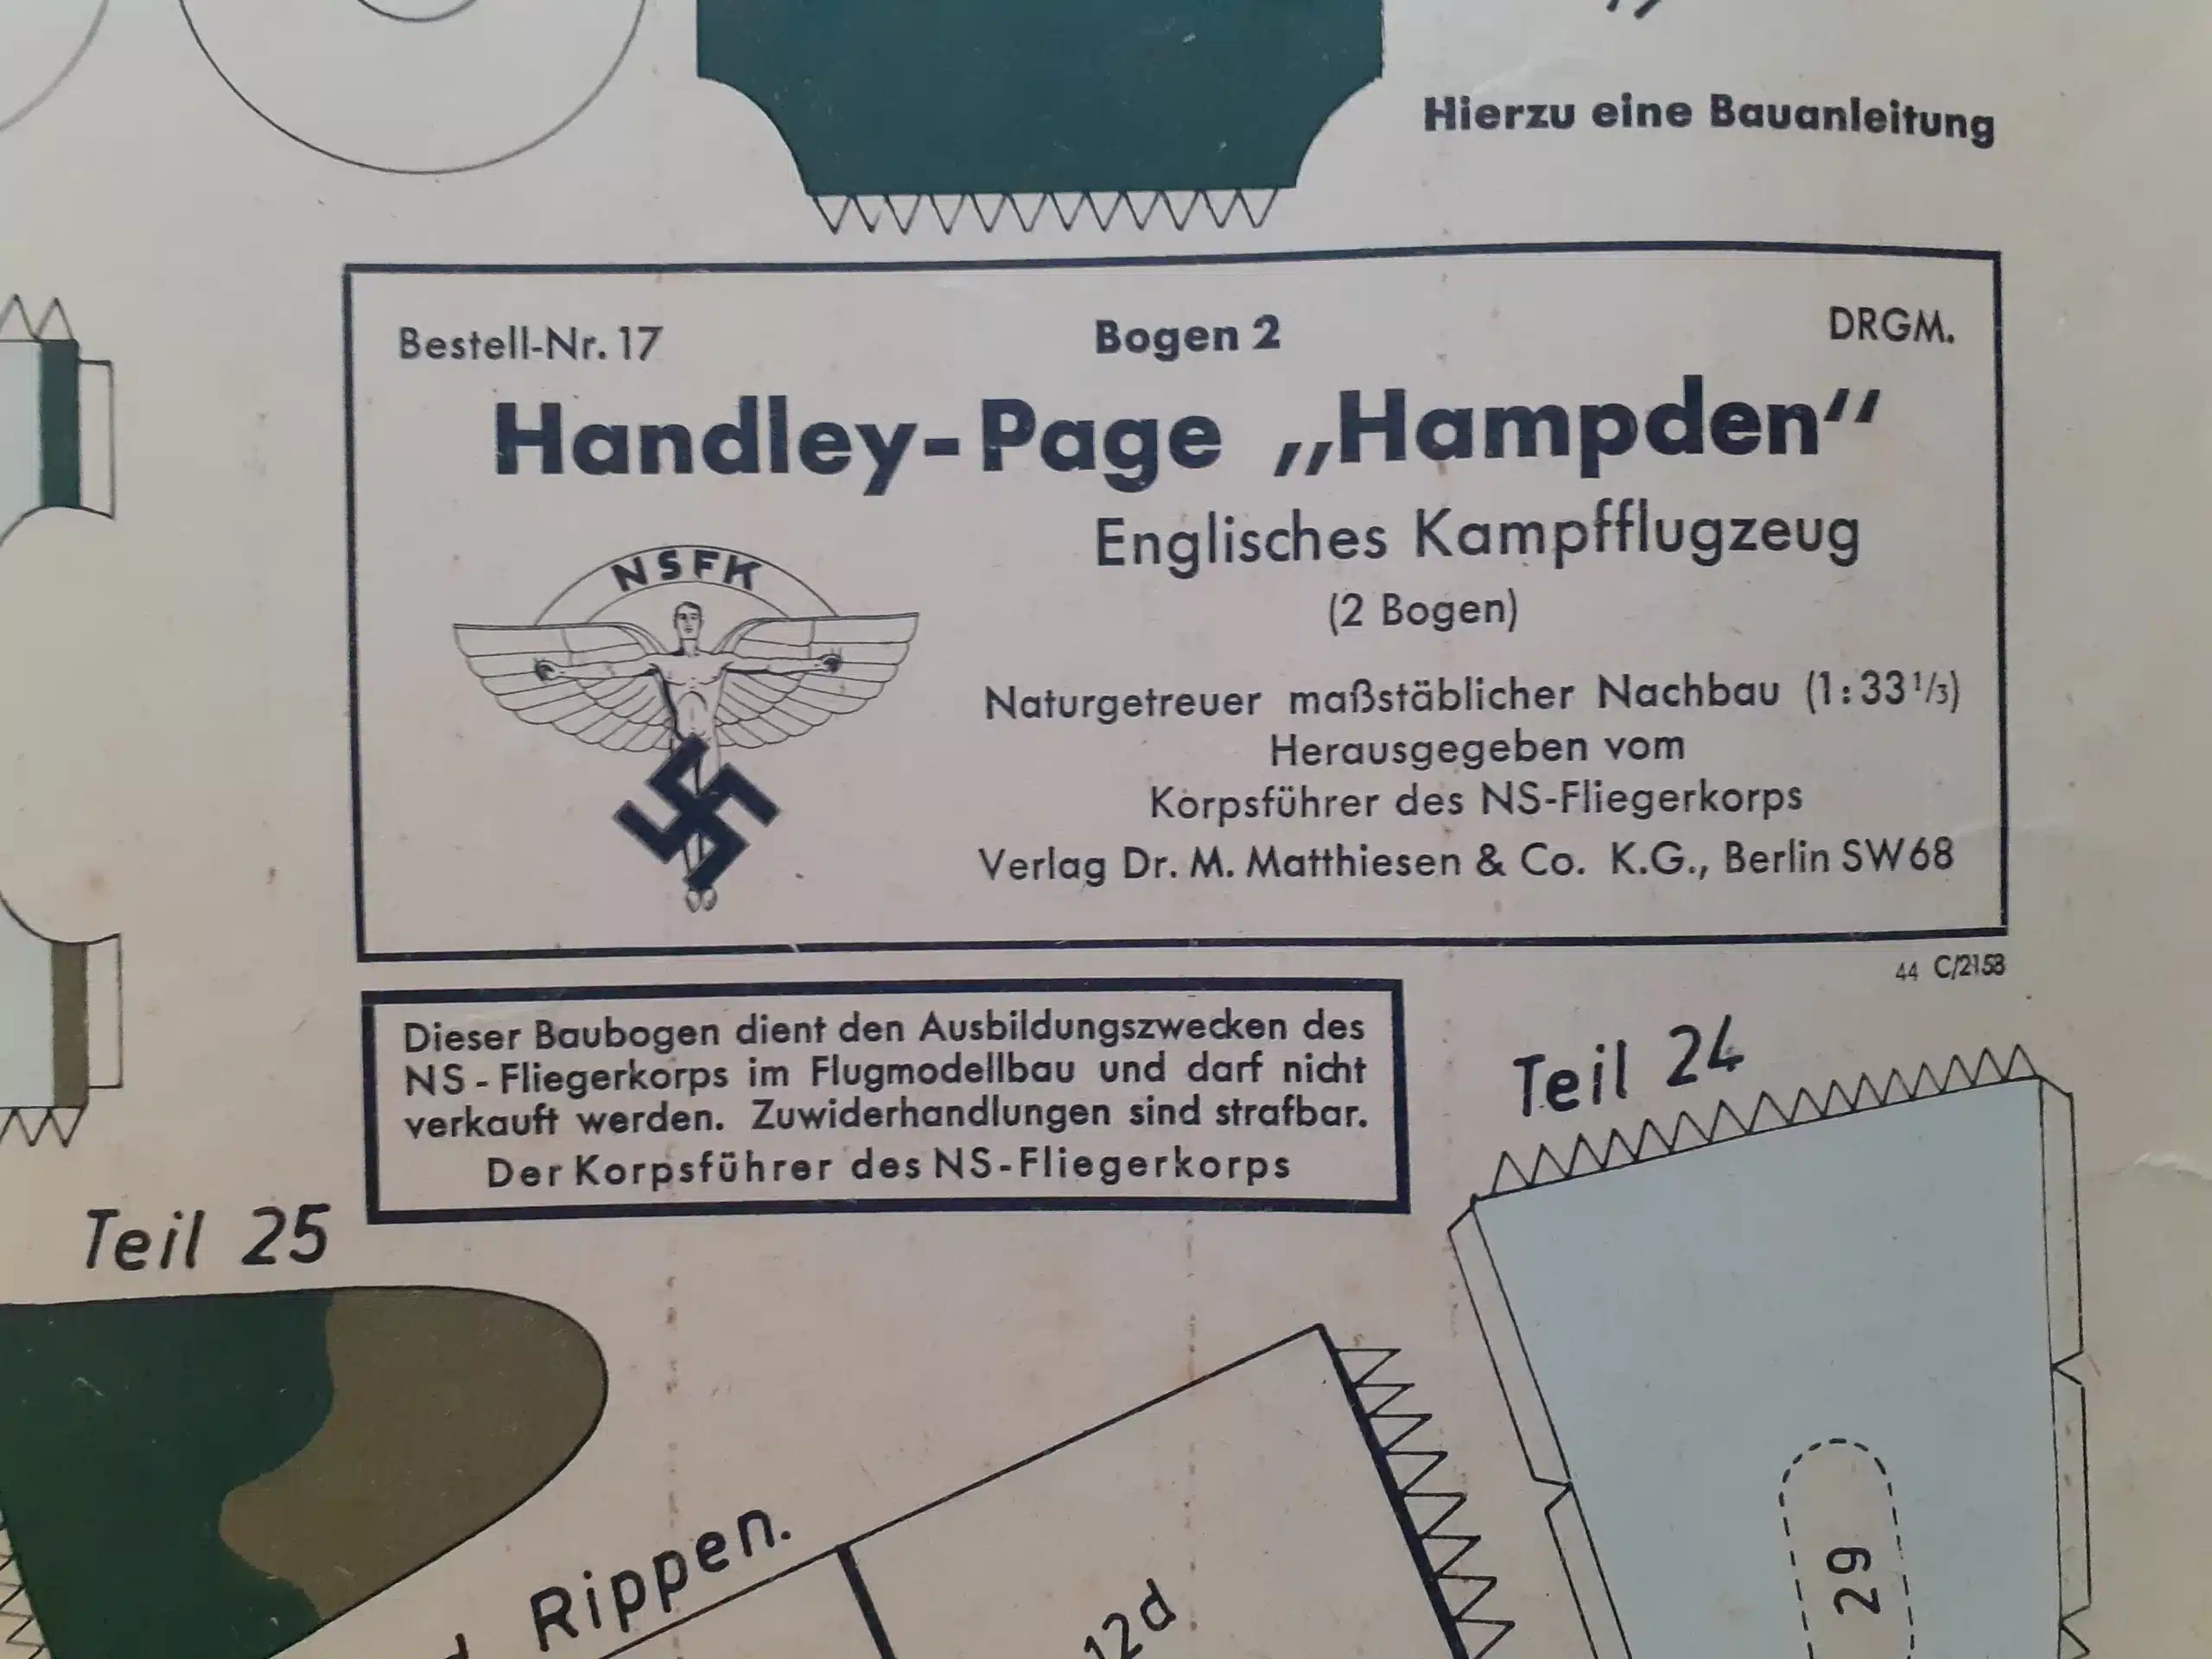 Hierzu eine Bauanleitung
Bestell-Nr. 17
Bogen 2
DRGM.
Handley-Page „Hampden“
Englisches Kampfflugzeug
(2 Bogen)
NSFK
Naturgetreuer maßstäblicher Nachbau (1:33 1/3)
Herausgegeben vom
Korpsführer des NS-Fliegerkorps
Verlag Dr. M. Matthiesen & Co. K.G., Berlin SW68
44 C/2153
Dieser Baubogen dient den Ausbildungszwecken des
NS-Fliegerkorps im Flugmodellbau und darf nicht
verkauft werden. Zuwiderhandlungen sind strafbar.
Der Korpsführer des NS-Fliegerkorps
Teil 24
Teil 25
Rippen.
12d
29